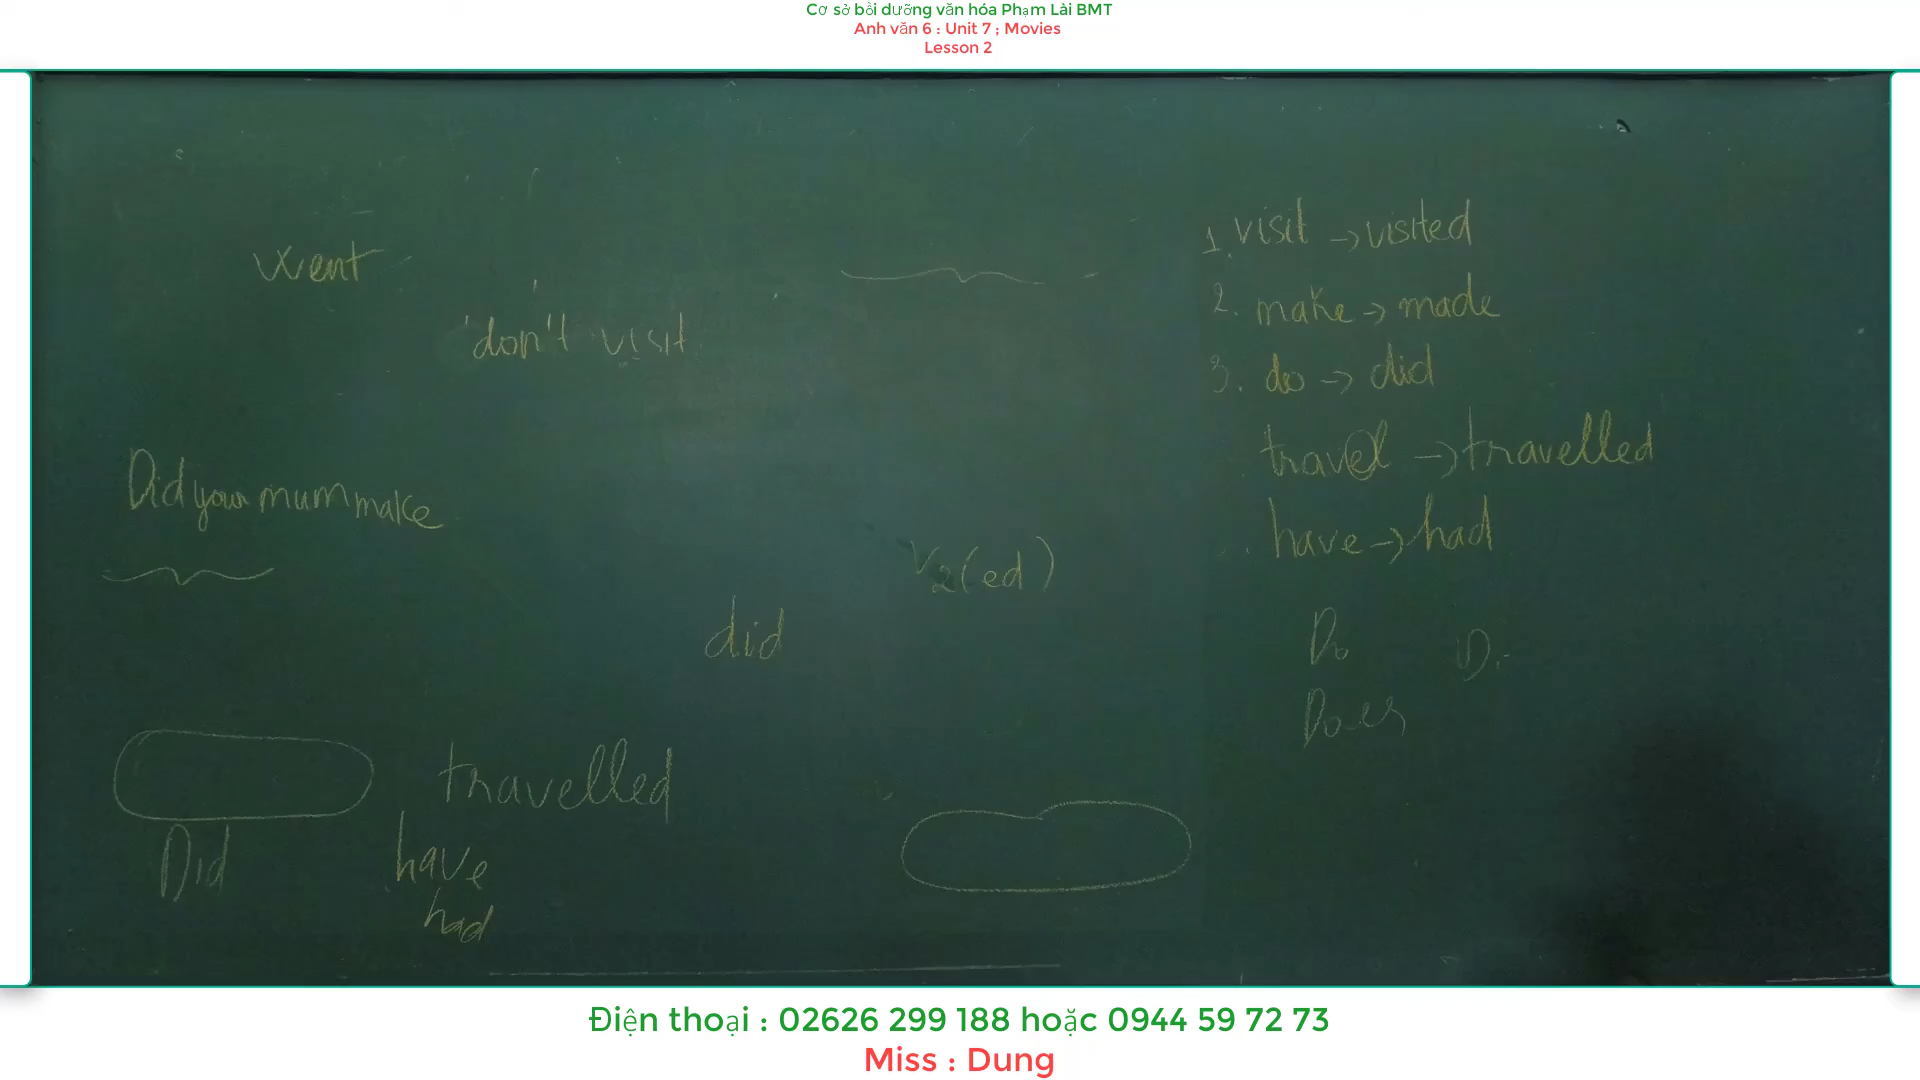 Cơ sở bồi dưỡng văn hóa Phạm Lài BMT
Anh văn 6 : Unit 7 ; Movies
Lesson 2
went
don't visit
Did your mum make
V2(ed)
did
travelled
Did
have
had
1. visit → visited
2. make → made
3. do → did
travel → travelled
have → had
Do
Does
Điện thoại : 02626 299 188 hoặc 0944 59 72 73
Miss : Dung